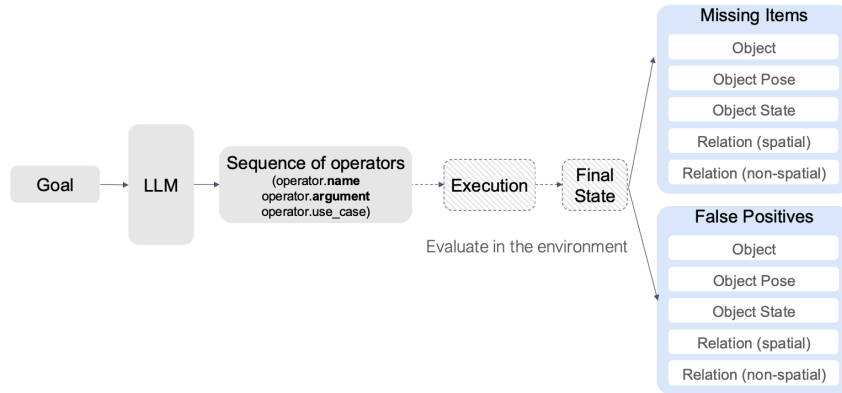 Goal
LLM
Sequence of operators
(operator.name
operator.argument
operator.use_case)
Execution
Final
State
Evaluate in the environment
Missing Items
Object
Object Pose
Object State
Relation (spatial)
Relation (non-spatial)
False Positives
Object
Object Pose
Object State
Relation (spatial)
Relation (non-spatial)